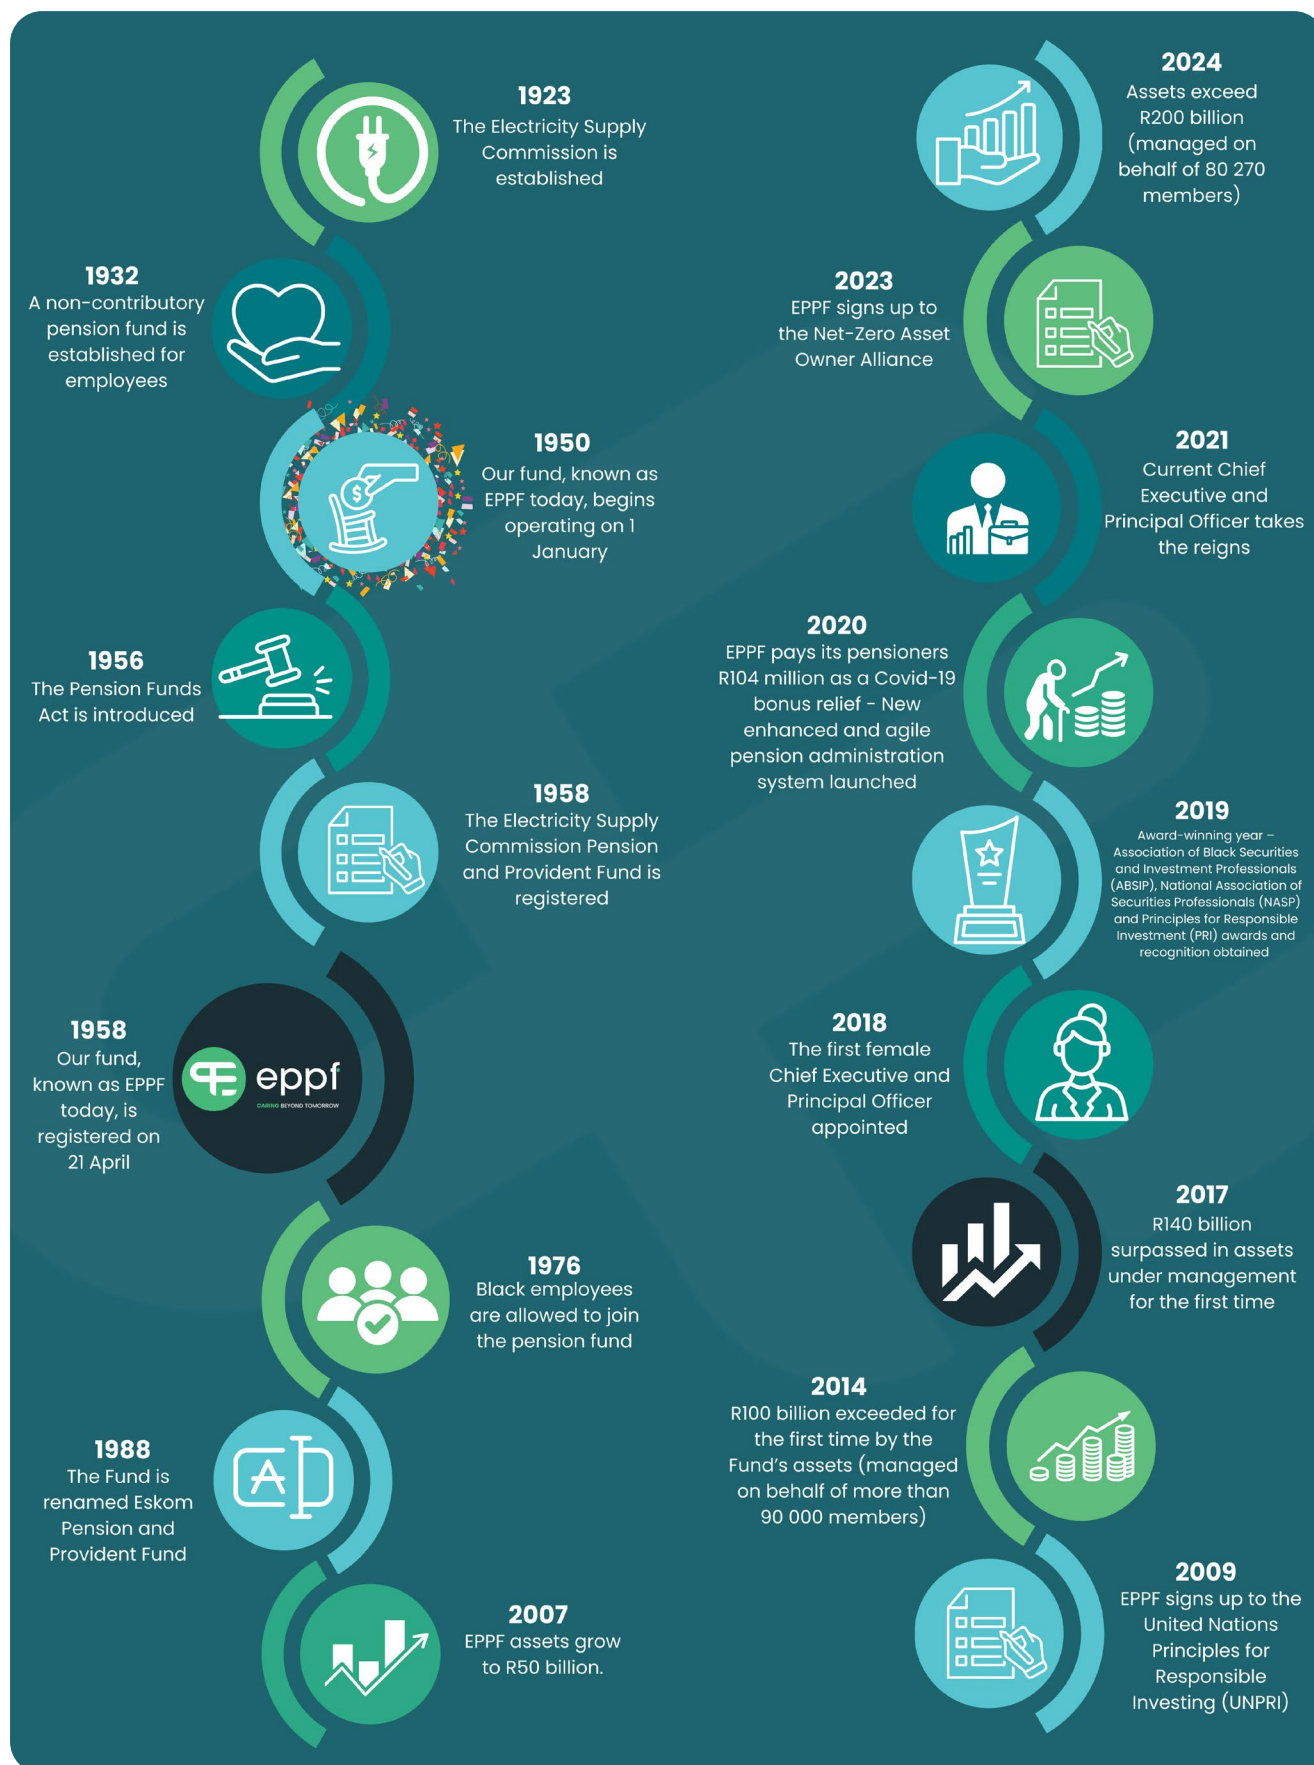 1923
The Electricity Supply
Commission is
established
1932
A non-contributory
pension fund is
established for
employees
1950
Our fund, known as
EPPF today, begins
operating on 1
January
$
1956
The Pension Funds
Act is introduced
1958
The Electricity Supply
Commission Pension
and Provident Fund is
registered
1958
Our fund,
known as EPPF
today, is
registered on
21 April
eppf
CARING BEYOND TOMORROW
1976
Black employees
are allowed to join
the pension fund
1988
The Fund is
renamed Eskom
Pension and
Provident Fund
A
2007
EPPF assets grow
to R50 billion.
2024
Assets exceed
R200 billion
(managed on
behalf of 80 270
members)
2023
EPPF signs up to
the Net-Zero Asset
Owner Alliance
2021
Current Chief
Executive and
Principal Officer takes
the reigns
2020
EPPF pays its pensioners
R104 million as a Covid-19
bonus relief - New
enhanced and agile
pension administration
system launched
2019
Award-winning year –
Association of Black Securities
and Investment Professionals
(ABSIP), National Association of
Securities Professionals (NASP)
and Principles for Responsible
Investment (PRI) awards and
recognition obtained
2018
The first female
Chief Executive and
Principal Officer
appointed
2017
R140 billion
surpassed in assets
under management
for the first time
2014
R100 billion exceeded for
the first time by the
Fund's assets (managed
on behalf of more than
90 000 members)
2009
EPPF signs up to the
United Nations
Principles for
Responsible
Investing (UNPRI)